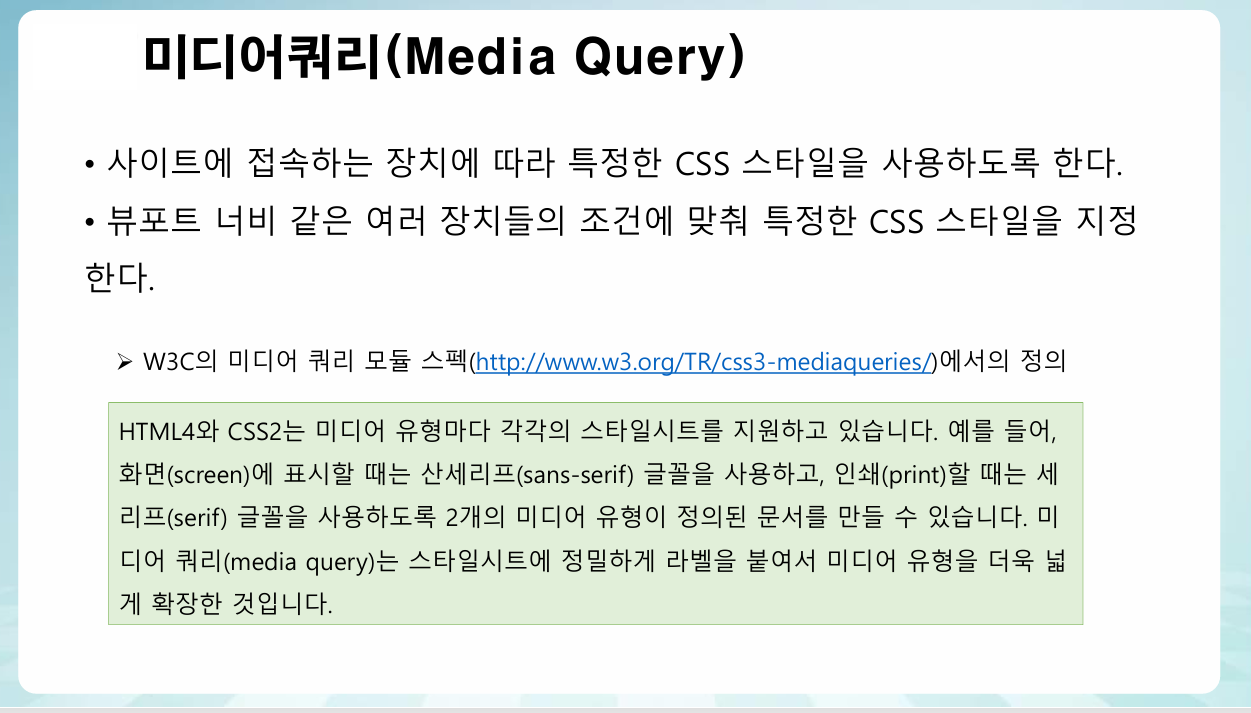 미디어쿼리(Media Query)
• 사이트에 접속하는 장치에 따라 특정한 CSS 스타일을 사용하도록 한다.
• 뷰포트 너비 같은 여러 장치들의 조건에 맞춰 특정한 CSS 스타일을 지정
한다.
➢ W3C의 미디어 쿼리 모듈 스펙(http://www.w3.org/TR/css3-mediaqueries/)에서의 정의
HTML4와 CSS2는 미디어 유형마다 각각의 스타일시트를 지원하고 있습니다. 예를 들어,
화면(screen)에 표시할 때는 산세리프(sans-serif) 글꼴을 사용하고, 인쇄(print)할 때는 세
리프(serif) 글꼴을 사용하도록 2개의 미디어 유형이 정의된 문서를 만들 수 있습니다. 미
디어 쿼리(media query)는 스타일시트에 정밀하게 라벨을 붙여서 미디어 유형을 더욱 넓
게 확장한 것입니다.